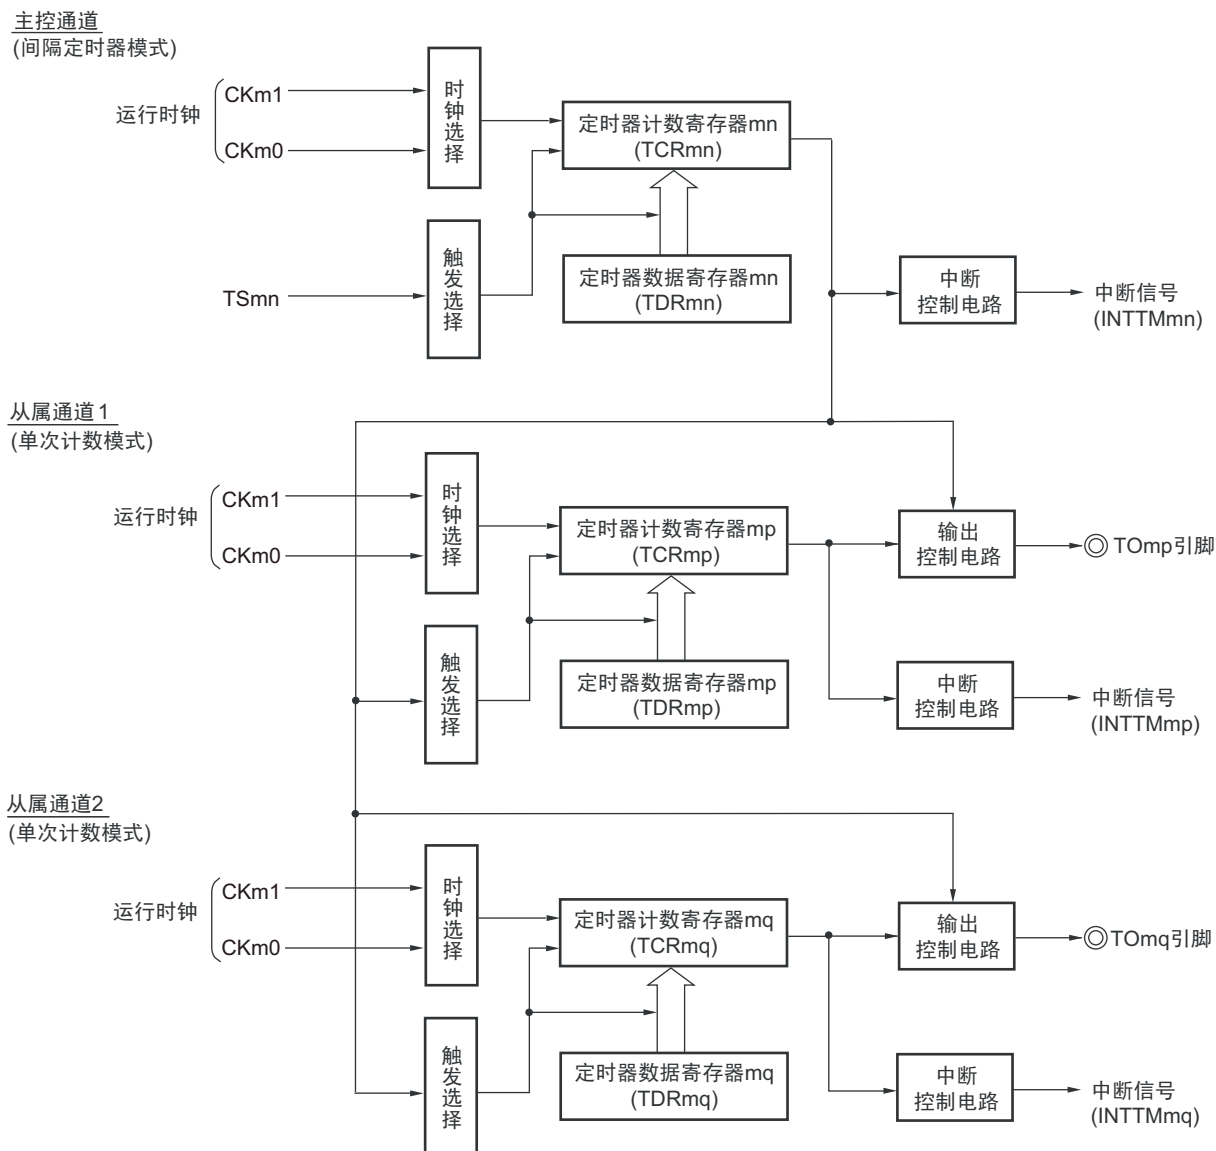 主控通道
(间隔定时器模式)
运行时钟
CKm1
CKm0
时钟选择
定时器计数寄存器mn
(TCRmn)
TSmn
触发选择
定时器数据寄存器mn
(TDRmn)
中断
控制电路
中断信号
(INTTMmn)
从属通道1
(单次计数模式)
运行时钟
CKm1
CKm0
时钟选择
定时器计数寄存器mp
(TCRmp)
输出
控制电路
TOmp引脚
触发选择
定时器数据寄存器mp
(TDRmp)
中断
控制电路
中断信号
(INTTMmp)
从属通道2
(单次计数模式)
运行时钟
CKm1
CKm0
时钟选择
定时器计数寄存器mq
(TCRmq)
输出
控制电路
TOmq引脚
触发选择
定时器数据寄存器mq
(TDRmq)
中断
控制电路
中断信号
(INTTMmq)